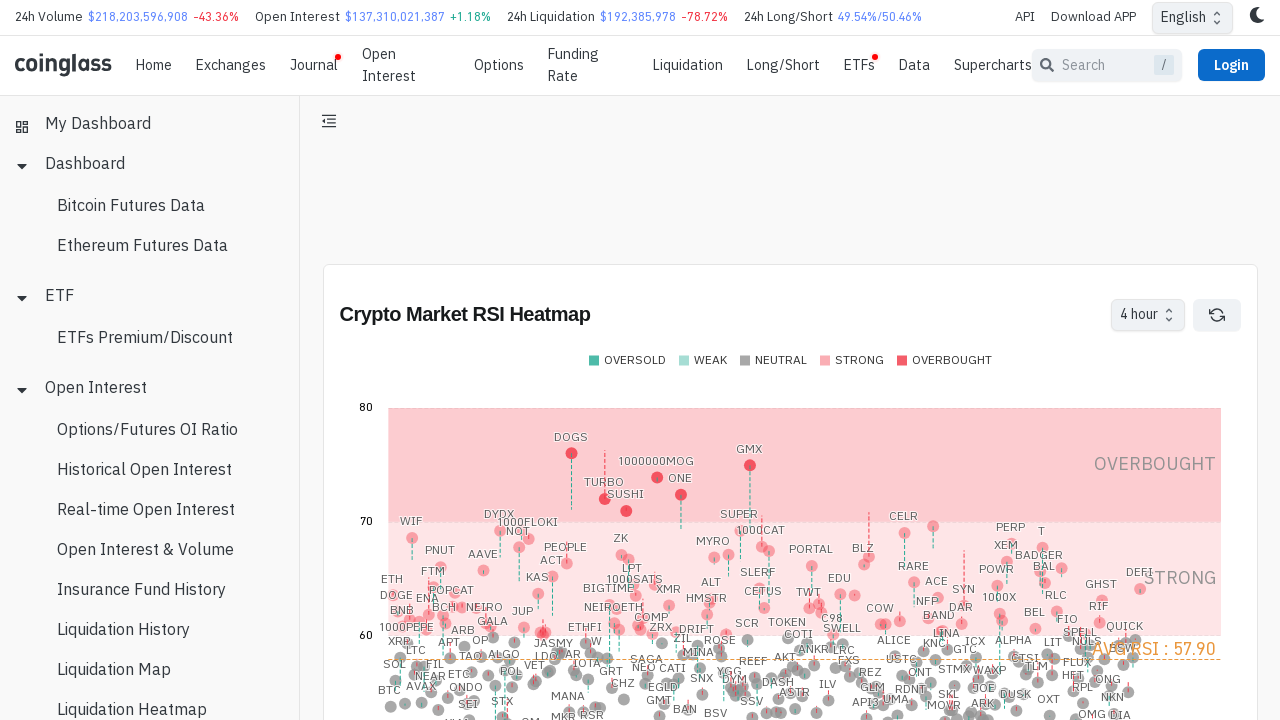 24h Volume $218,203,596,908 -43.36% Open Interest $137,310,021,387 +1.18% 24h Liquidation $192,385,978 -78.72% 24h Long/Short 49.54%/50.46% API Download APP English
coinglass Home Exchanges Journal Open Interest Options Funding Rate Liquidation Long/Short ETFs Data Supercharts Search / Login
My Dashboard
Dashboard
Bitcoin Futures Data
Ethereum Futures Data
ETF
ETFs Premium/Discount
Open Interest
Options/Futures OI Ratio
Historical Open Interest
Real-time Open Interest
Open Interest & Volume
Insurance Fund History
Liquidation History
Liquidation Map
Liquidation Heatmap
Crypto Market RSI Heatmap 4 hour
OVERSOLD WEAK NEUTRAL STRONG OVERBOUGHT
80
DOGS GMX
1000000MOG OVERBOUGHT
TURBO ONE
SUSHI
70 WIF DYDX 1000FLOKI SUPER CELR
NOT 1000CAT PERP T
PNUT AAVE PEOPLE ZK MYRO PORTAL BLZ XEM BADGER
FTM ACT LPT SLERF RARE POWR BAL DEFI
ETH KAS 1000SATS ALT EDU ACE GHST STRONG
DOGE ENA POPCAT BIGTIME XMR HMSTR CETUS TWT NFP SYN 1000X RLC
BNB BCH NEIRO JUP NEIROETH COW DAR RIF
1000PEPE GALA COMP SCR TOKEN C98 BAND BEL FIO QUICK
60 ARB ETHFI ZRX DRIFT COTI SWELL LINA SPELL
XRP APT OP JASMY ZIL ROSE ALICE KNC ICX ALPHA LIT NULS
LTC TAO ALGO MINA ANKR LRC GTC AVG RSI : 57.90
SOL FIL VET IOTA SAGA REEF AKT FXS USTC CTSI FLUX
NEAR ETC POL GRT NEO CATI YGG REZ ONT STMX WAXP TLM HFT
BTC AVAX ONDO CHZ EGLD SNX DYM DASH ILV GLM RDNT JOE RPL ONG
SEI STX MANA GMT SSV ASTR API3 UMA SKL DUSK OXT NKN
MKR RSR BAN BSV MOVR ARK OMG DIA